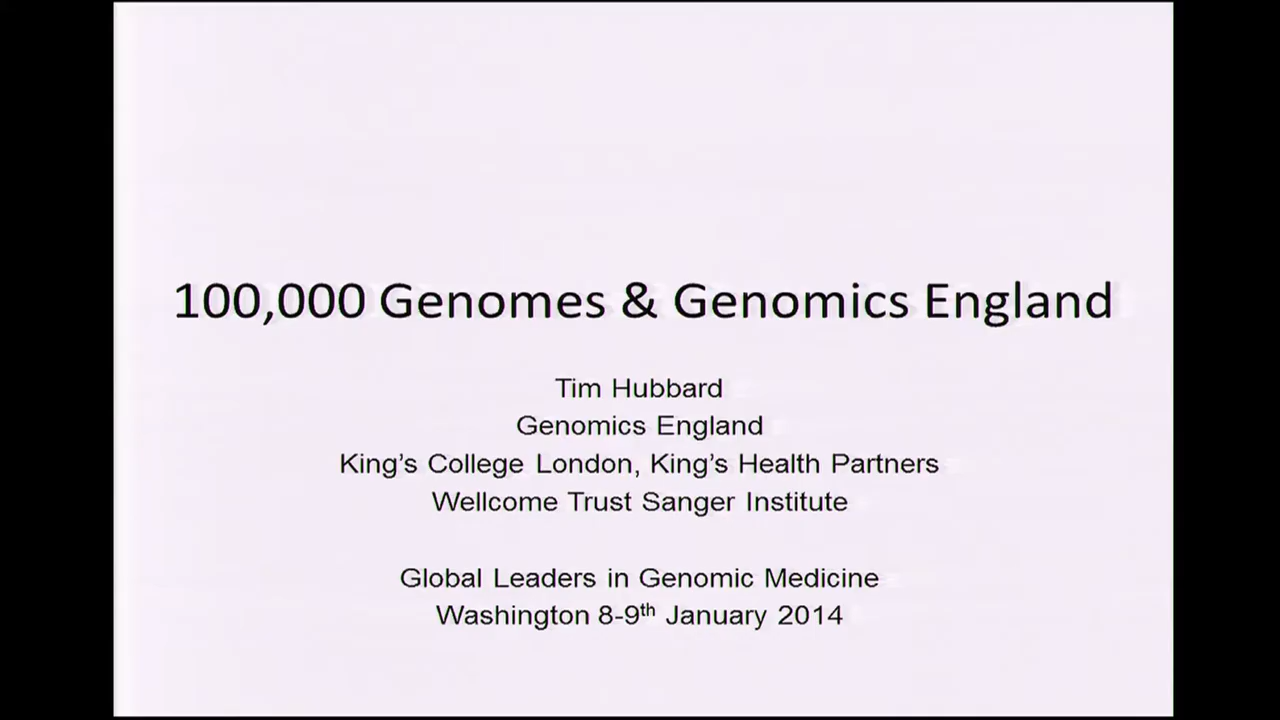 100,000 Genomes & Genomics England
Tim Hubbard
Genomics England
King's College London, King's Health Partners
Wellcome Trust Sanger Institute
Global Leaders in Genomic Medicine
Washington 8-9th January 2014